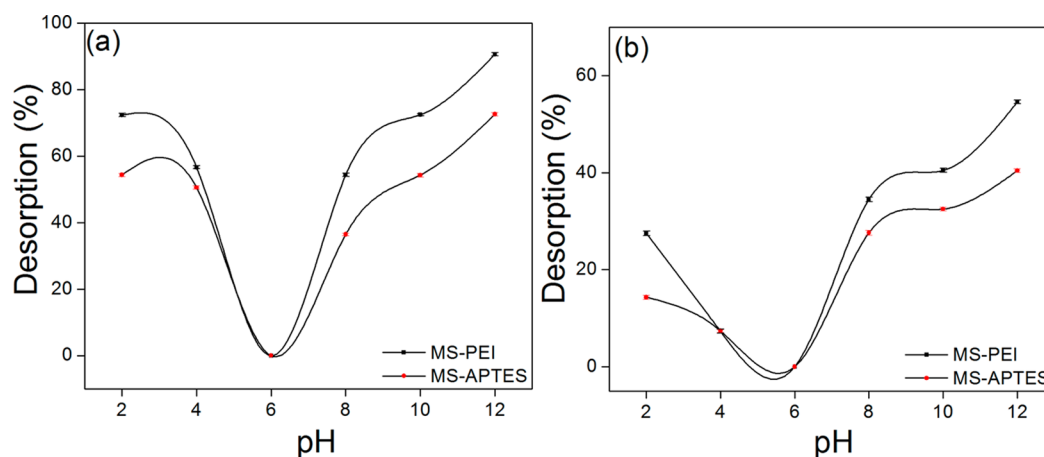 (a)
Desorption (%)
100
80
60
40
20
0
MS-PEI
MS-APTES
2 4 6 8 10 12
pH
(b)
Desorption (%)
60
40
20
0
MS-PEI
MS-APTES
2 4 6 8 10 12
pH